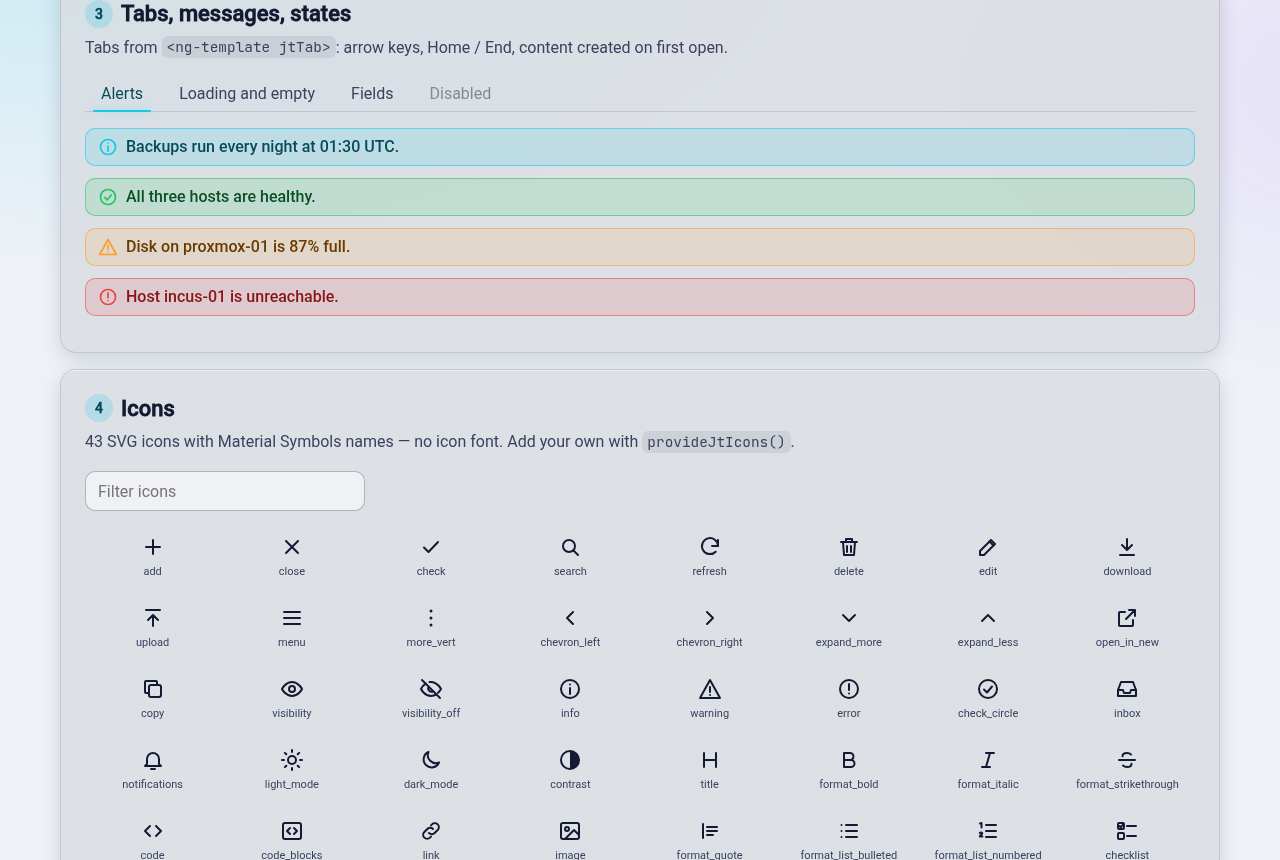 3 Tabs, messages, states
Tabs from <ng-template jtTab>: arrow keys, Home / End, content created on first open.
Alerts Loading and empty Fields Disabled
Backups run every night at 01:30 UTC.
All three hosts are healthy.
Disk on proxmox-01 is 87% full.
Host incus-01 is unreachable.
4 Icons
43 SVG icons with Material Symbols names — no icon font. Add your own with provideJtIcons().
Filter icons
add close check search refresh delete edit download
upload menu more_vert chevron_left chevron_right expand_more expand_less open_in_new
copy visibility visibility_off info warning error check_circle inbox
notifications light_mode dark_mode contrast title format_bold format_italic format_strikethrough
code code_blocks link image format_quote format_list_bulleted format_list_numbered checklist